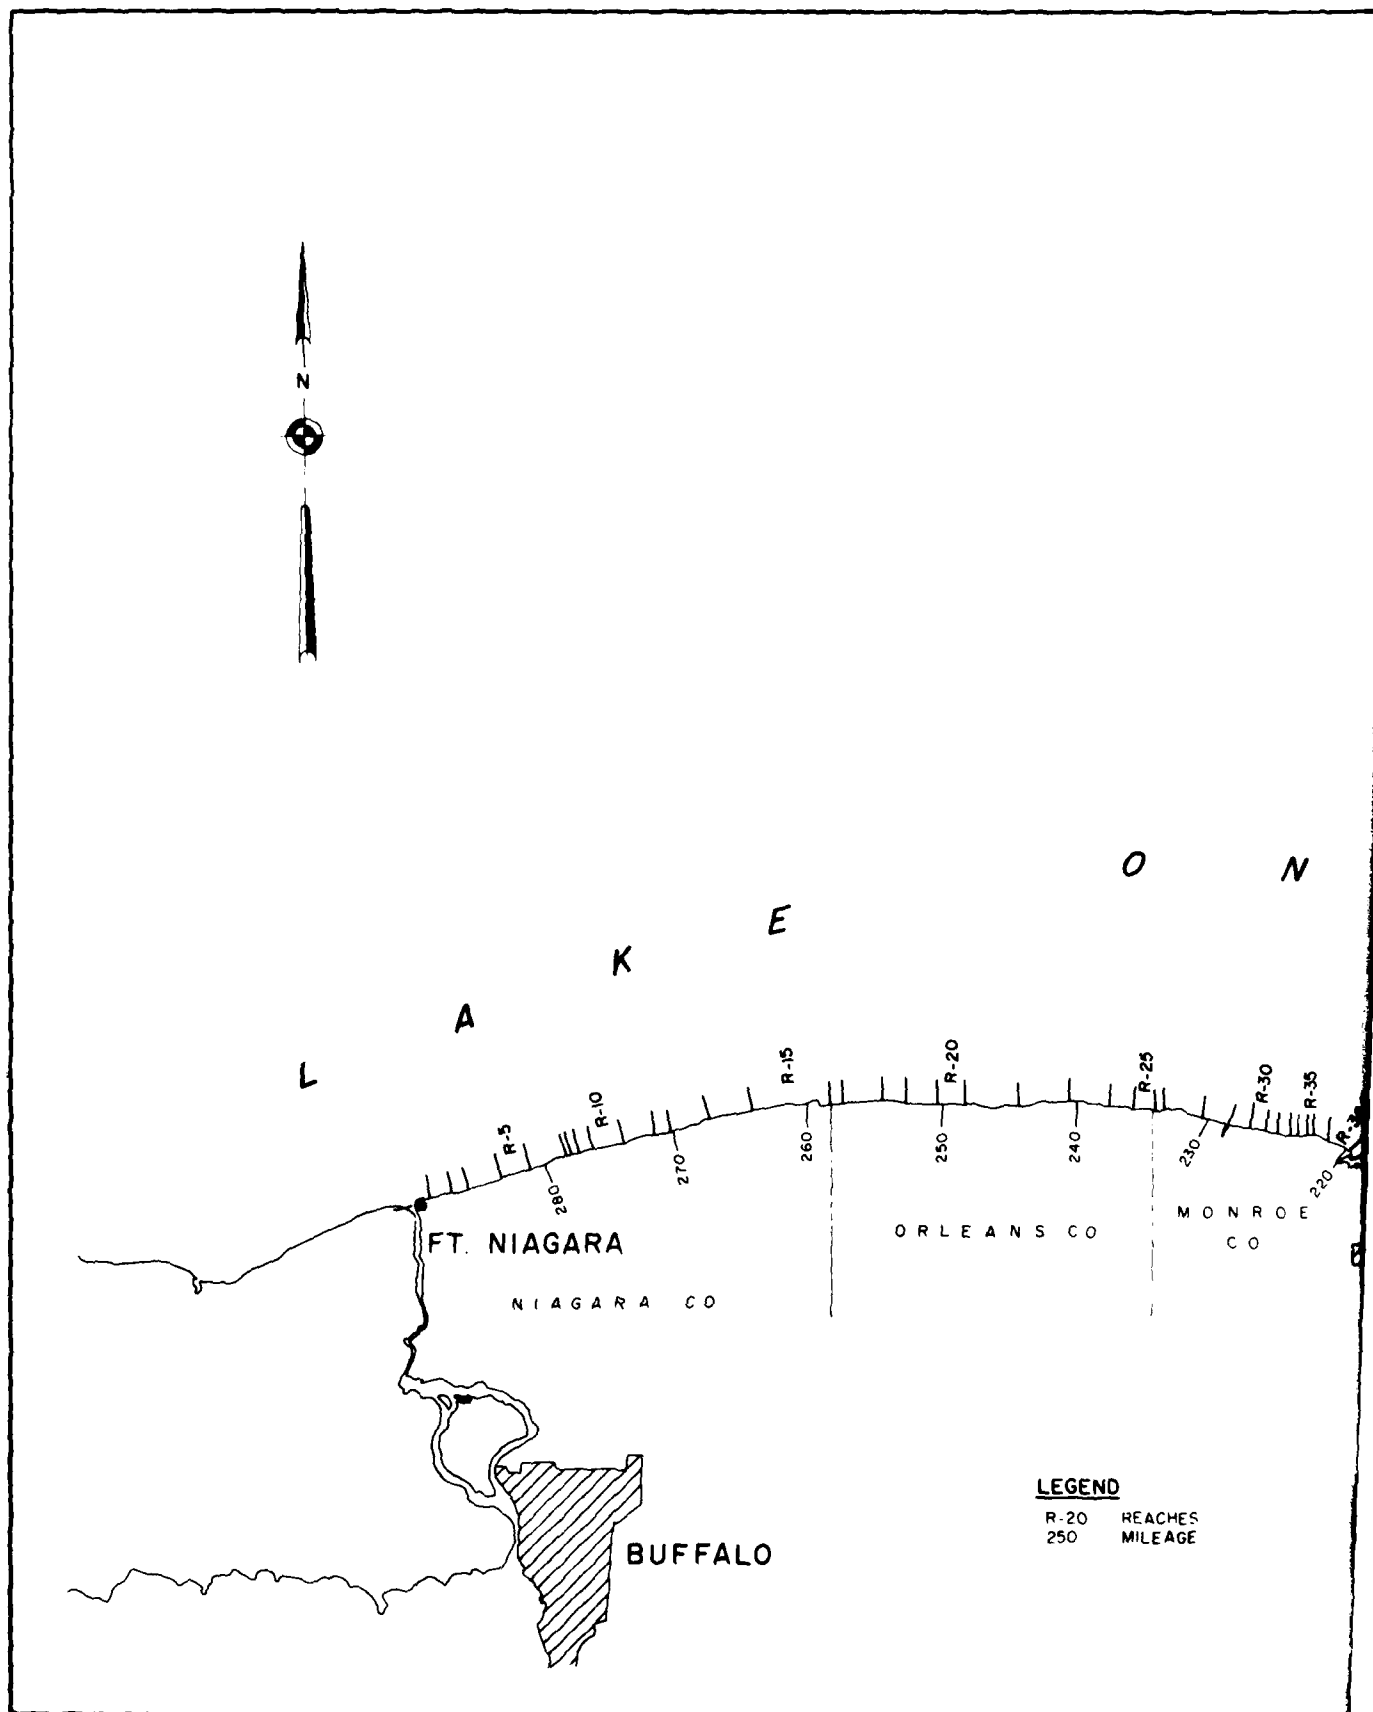 N
L A K E O N
R-5
R-10
R-15
R-20
R-25
R-30
R-35
280
270
260
250
240
230
220
FT. NIAGARA
NIAGARA CO
ORLEANS CO
MONROE
CO
BUFFALO
LEGEND
R-20 REACHES
250 MILEAGE